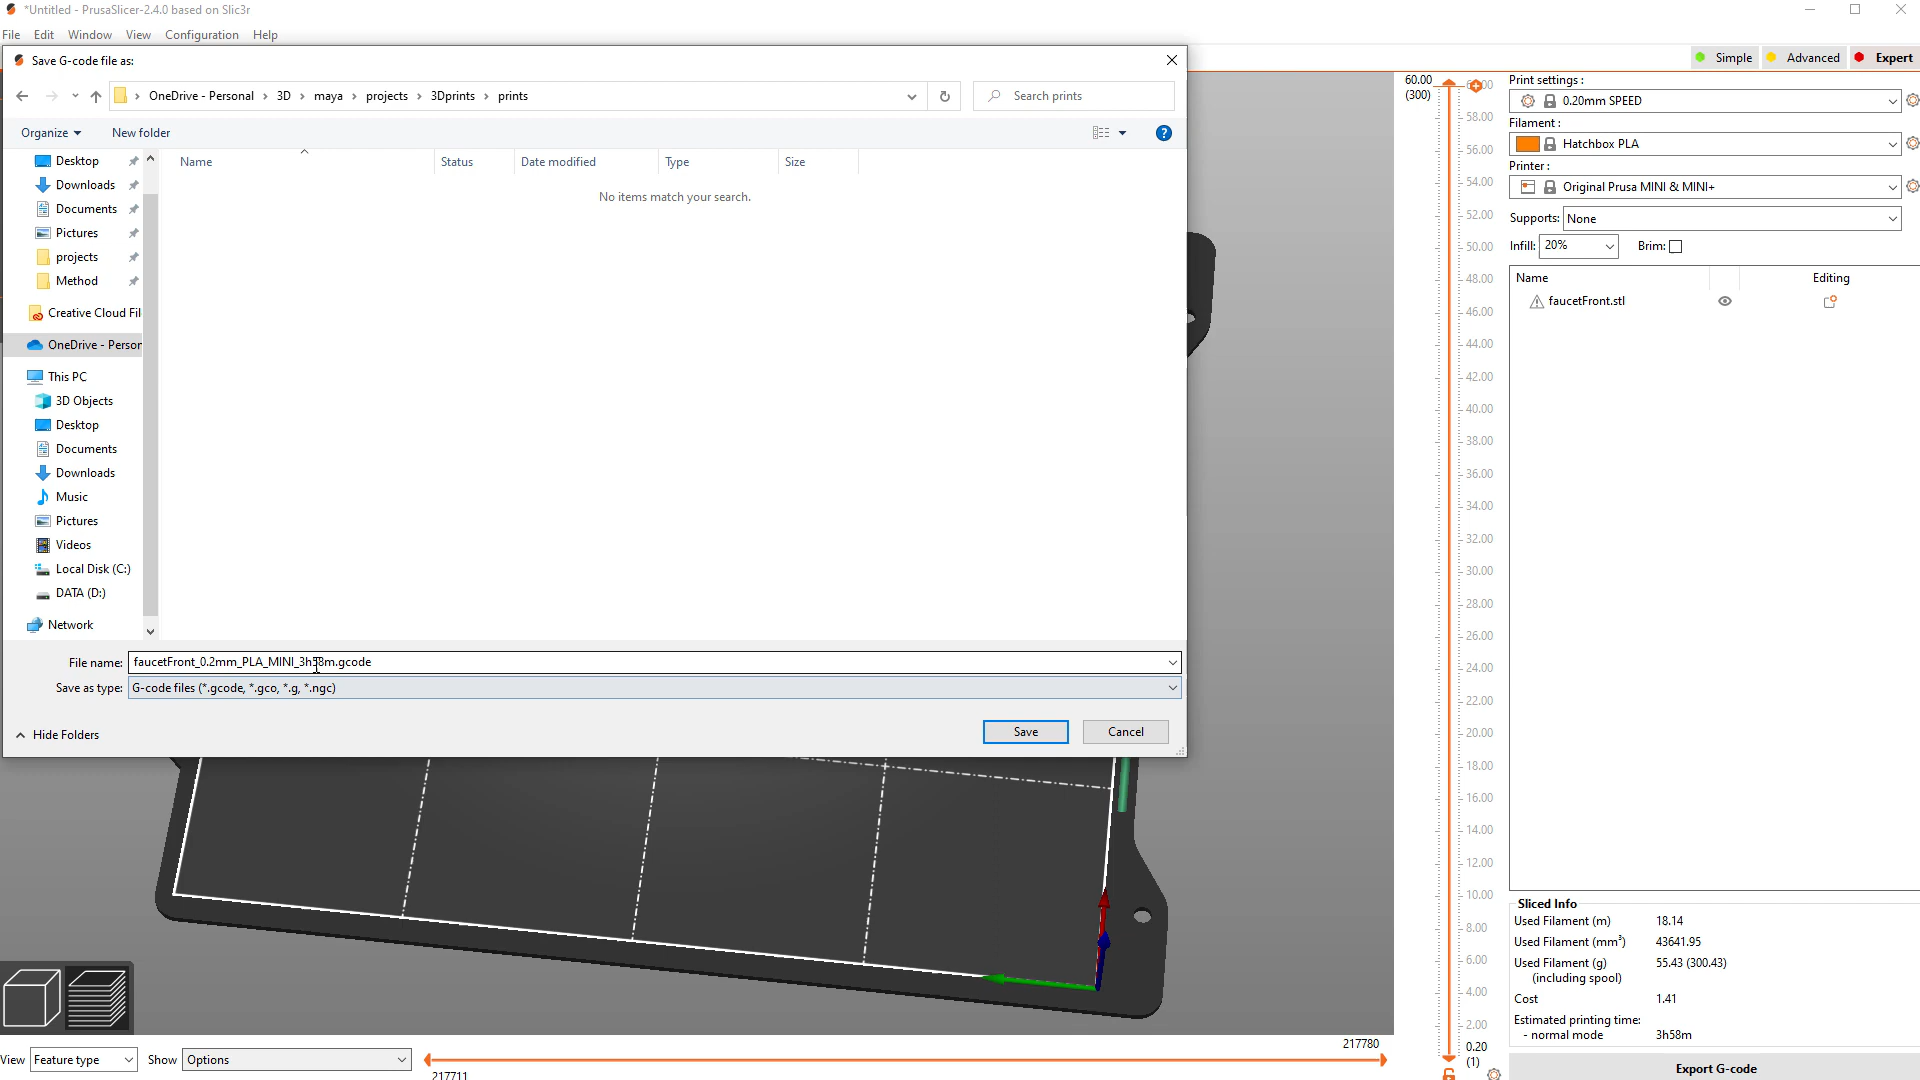 *Untitled - PrusaSlicer-2.4.0 based on Slic3r
File Edit Window View Configuration Help
Save G-code file as:
Simple Advanced Expert
OneDrive - Personal › 3D › maya › projects › 3Dprints › prints
Search prints
Organize New folder
Name Status Date modified Type Size
No items match your search.
Desktop
Downloads
Documents
Pictures
projects
Method
Creative Cloud Fil
OneDrive - Person
This PC
3D Objects
Desktop
Documents
Downloads
Music
Pictures
Videos
Local Disk (C:)
DATA (D:)
Network
File name: faucetFront_0.2mm_PLA_MINI_3h58m.gcode
Save as type: G-code files (*.gcode, *.gco, *.g, *.ngc)
Hide Folders
Save Cancel
60.00
(300)
58.00
56.00
54.00
52.00
50.00
48.00
46.00
44.00
42.00
40.00
38.00
36.00
34.00
32.00
30.00
28.00
26.00
24.00
22.00
20.00
18.00
16.00
14.00
12.00
10.00
8.00
6.00
4.00
2.00
0.20
(1)
Print settings :
0.20mm SPEED
Filament :
Hatchbox PLA
Printer :
Original Prusa MINI & MINI+
Supports: None
Infill: 20% Brim:
Name Editing
faucetFront.stl
Sliced Info
Used Filament (m) 18.14
Used Filament (mm³) 43641.95
Used Filament (g) 55.43 (300.43)
(including spool)
Cost 1.41
Estimated printing time:
- normal mode 3h58m
Export G-code
View Feature type Show Options
217780
217711